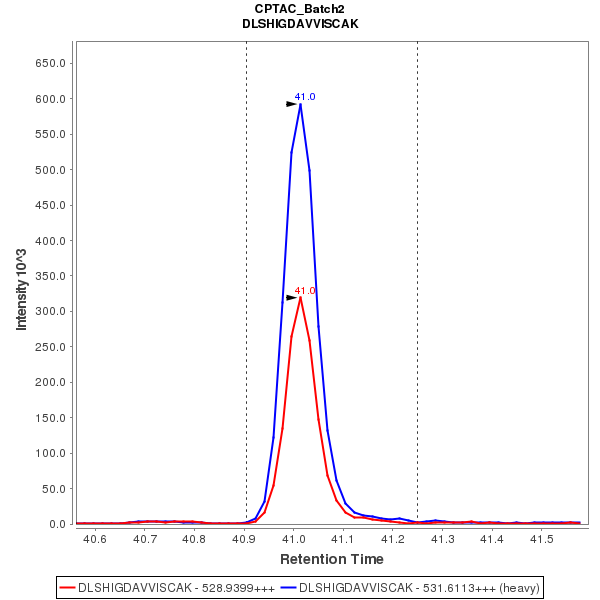 CPTAC_Batch2
DLSHIGDAVVISCAK
Intensity 10^3
650.0
600.0
550.0
500.0
450.0
400.0
350.0
300.0
250.0
200.0
150.0
100.0
50.0
0.0
41.0
41.0
40.6 40.7 40.8 40.9 41.0 41.1 41.2 41.3 41.4 41.5
Retention Time
DLSHIGDAVVISCAK - 528.9399+++ DLSHIGDAVVISCAK - 531.6113+++ (heavy)